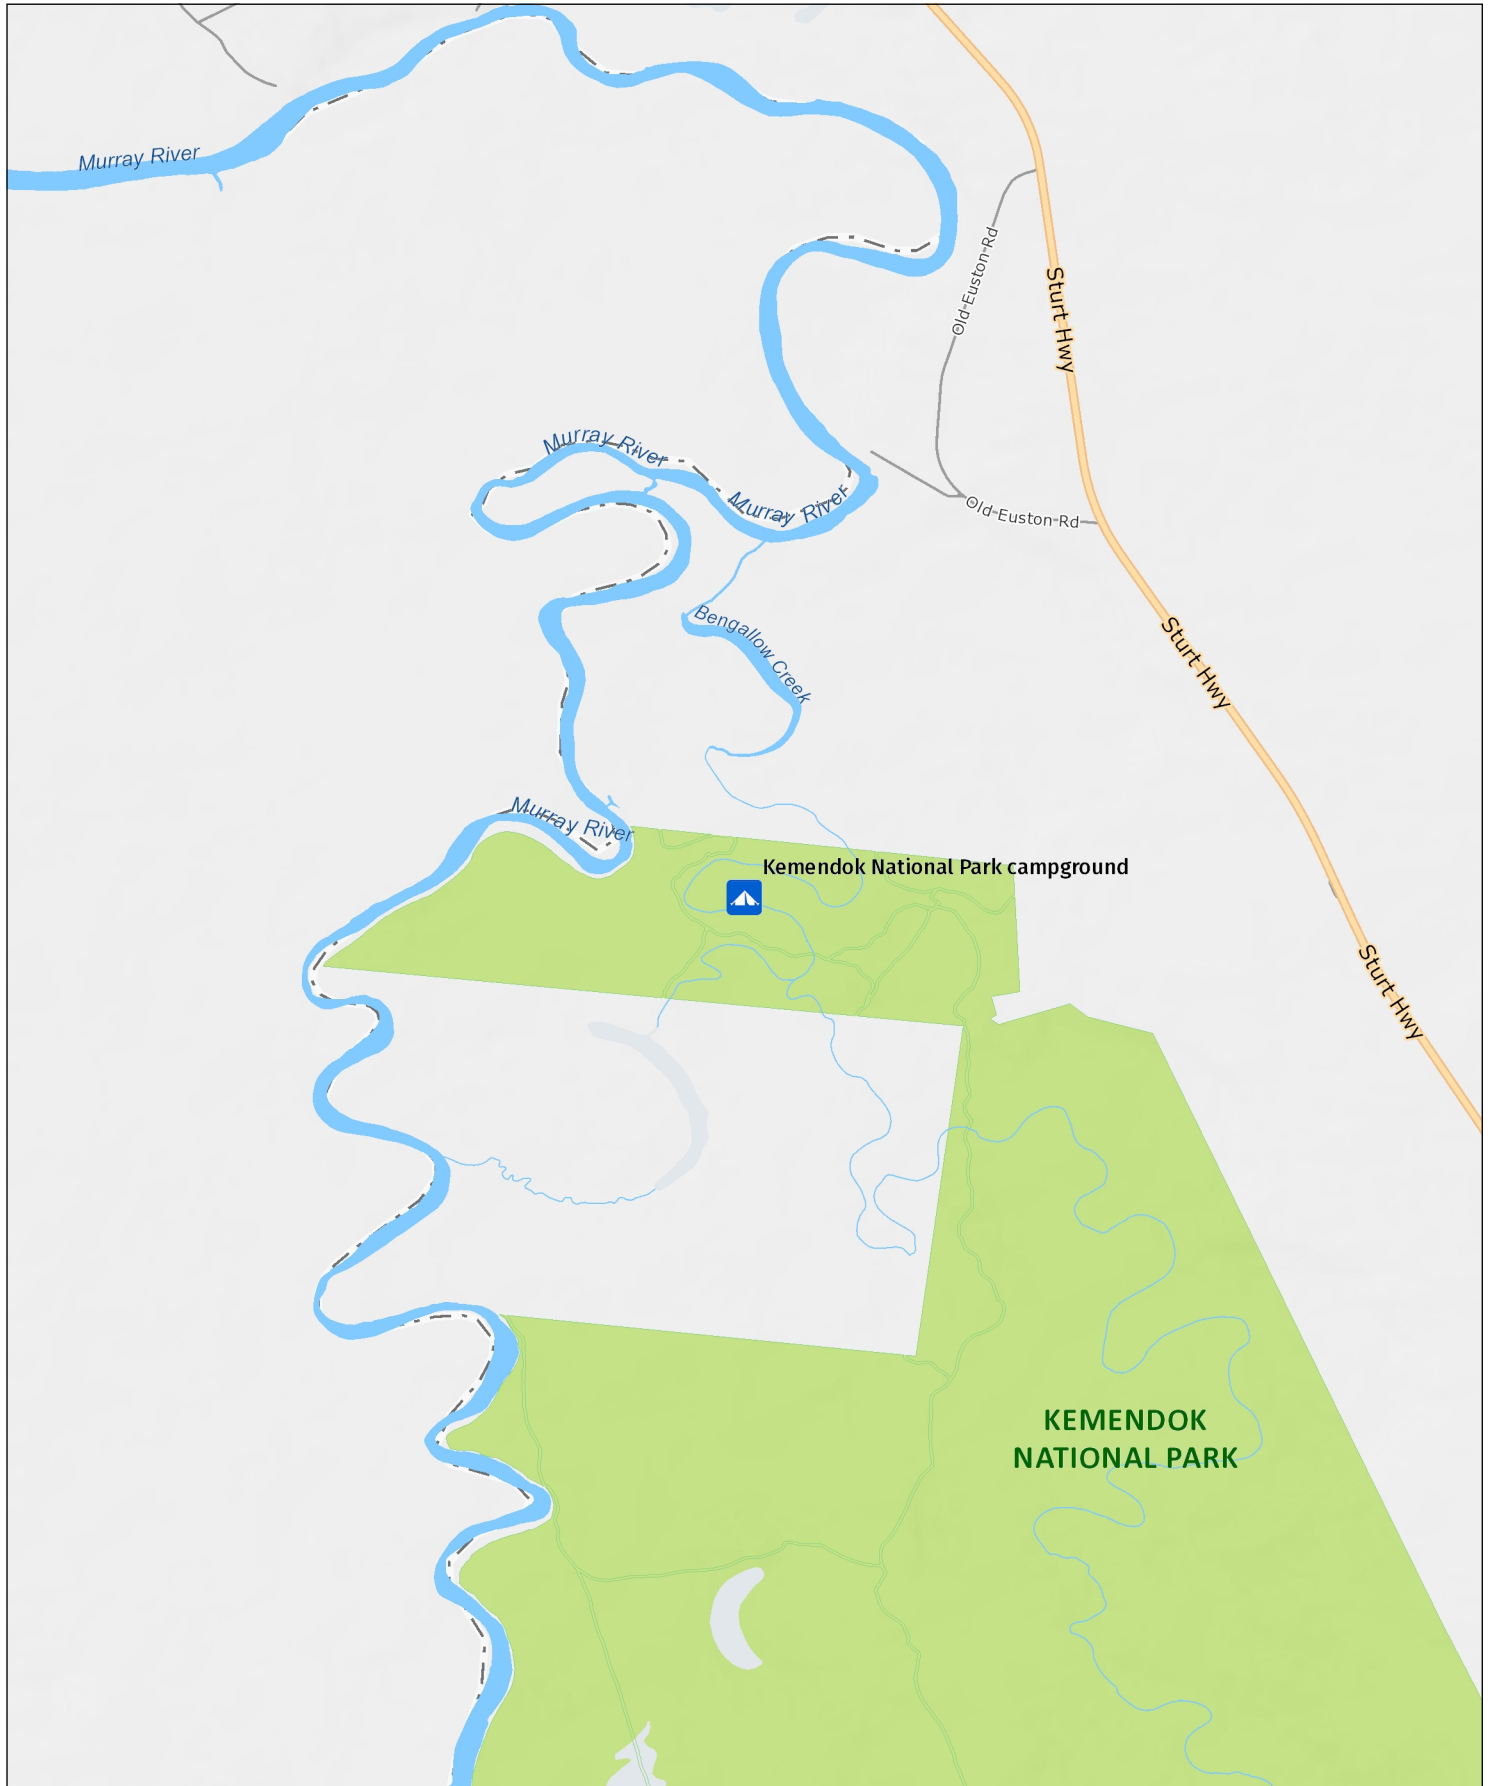 Murray River
Old-Euston-Rd
Sturt Hwy
Murray River
Murray River
Old-Euston-Rd
Bengallow Creek
Sturt Hwy
Murray River
Kemendok National Park campground
Sturt Hwy
KEMENDOK
NATIONAL PARK